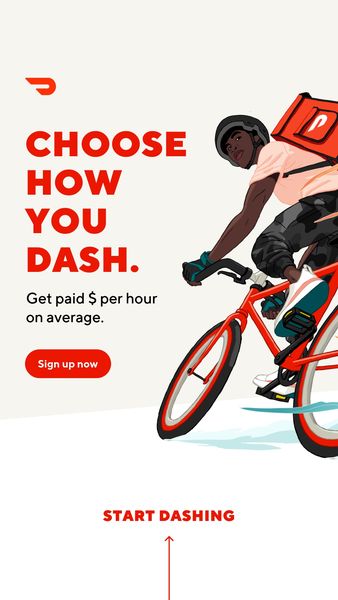 CHOOSE
HOW
YOU
DASH.
Get paid $ per hour
on average.
Sign up now
START DASHING